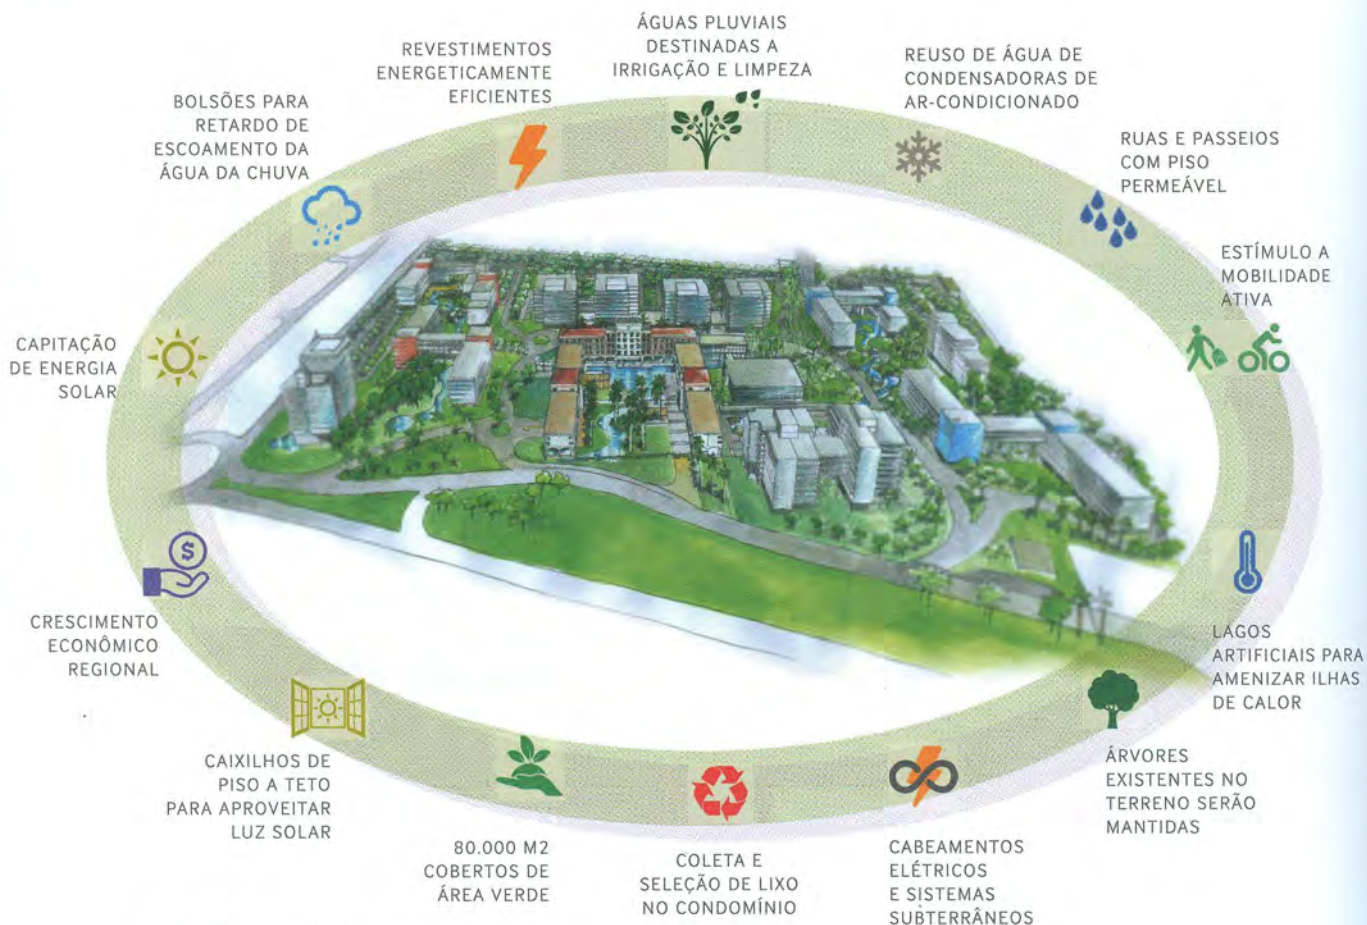 ÁGUAS PLUVIAIS
DESTINADAS A
IRRIGAÇÃO E LIMPEZA
REUSO DE ÁGUA DE
CONDENSADORAS DE
AR-CONDICIONADO
RUAS E PASSEIOS
COM PISO
PERMEÁVEL
ESTÍMULO A
MOBILIDADE
ATIVA
LAGOS
ARTIFICIAIS PARA
AMENIZAR ILHAS
DE CALOR
ÁRVORES
EXISTENTES NO
TERRENO SERÃO
MANTIDAS
CABEAMENTOS
ELÉTRICOS
E SISTEMAS
SUBTERRÂNEOS
COLETA E
SELEÇÃO DE LIXO
NO CONDOMÍNIO
80.000 M2
COBERTOS DE
ÁREA VERDE
CAIXILHOS DE
PISO A TETO
PARA APROVEITAR
LUZ SOLAR
CRESCIMENTO
ECONÔMICO
REGIONAL
$
CAPITAÇÃO
DE ENERGIA
SOLAR
BOLSÕES PARA
RETARDO DE
ESCOAMENTO DA
ÁGUA DA CHUVA
REVESTIMENTOS
ENERGETICAMENTE
EFICIENTES